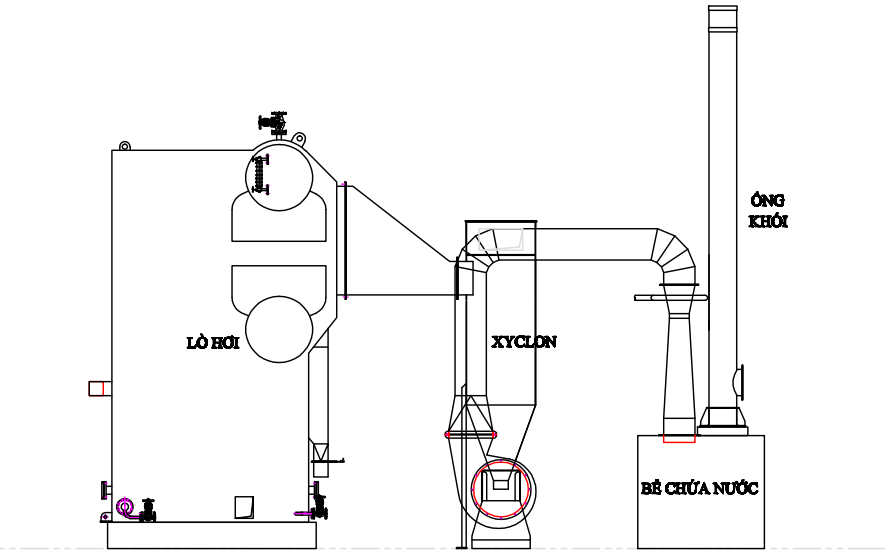 ỐNG
KHÓI
LÒ HƠI
XYCLON
BỂ CHỨA NƯỚC